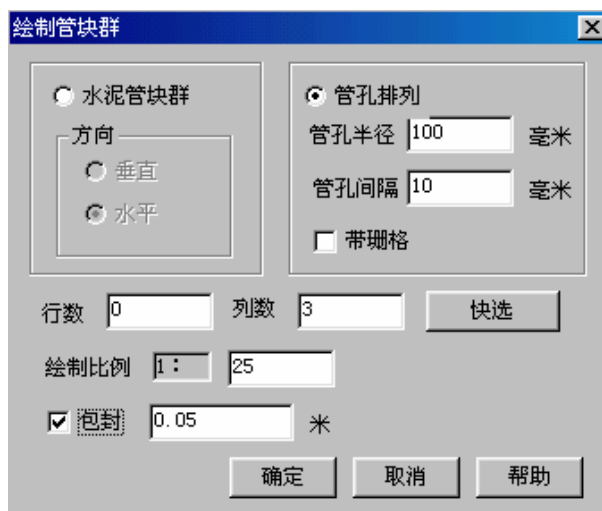 绘制管块群
水泥管块群
方向
垂直
水平
管孔排列
管孔半径 100 毫米
管孔间隔 10 毫米
带珊格
行数 0 列数 3 快选
绘制比例 1: 25
包封 0.05 米
确定 取消 帮助